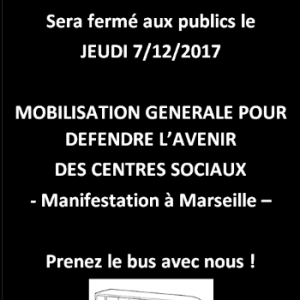 Sera fermé aux publics le
JEUDI 7/12/2017
MOBILISATION GENERALE POUR
DEFENDRE L’AVENIR
DES CENTRES SOCIAUX
- Manifestation à Marseille –
Prenez le bus avec nous !